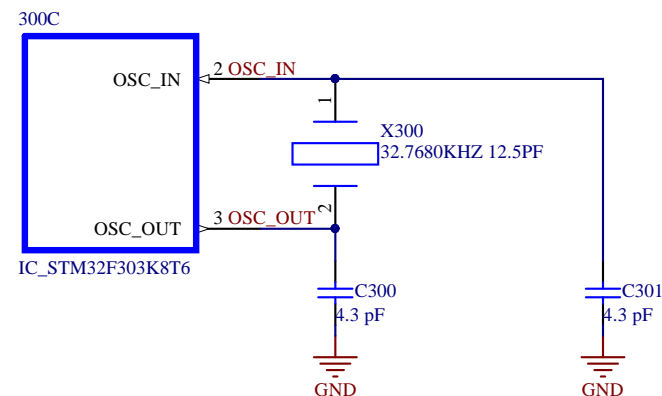 300C
OSC_IN
2 OSC_IN
1
X300
32.7680KHZ 12.5PF
2
OSC_OUT
3 OSC_OUT
IC_STM32F303K8T6
C300
4.3 pF
C301
4.3 pF
GND
GND